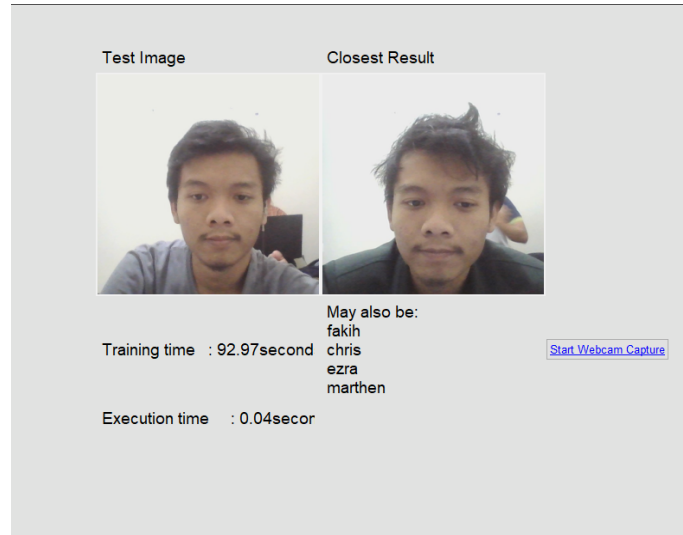 Test Image
Closest Result
May also be:
fakih
Training time : 92.97second
chris
Start Webcam Capture
ezra
marthen
Execution time : 0.04secor